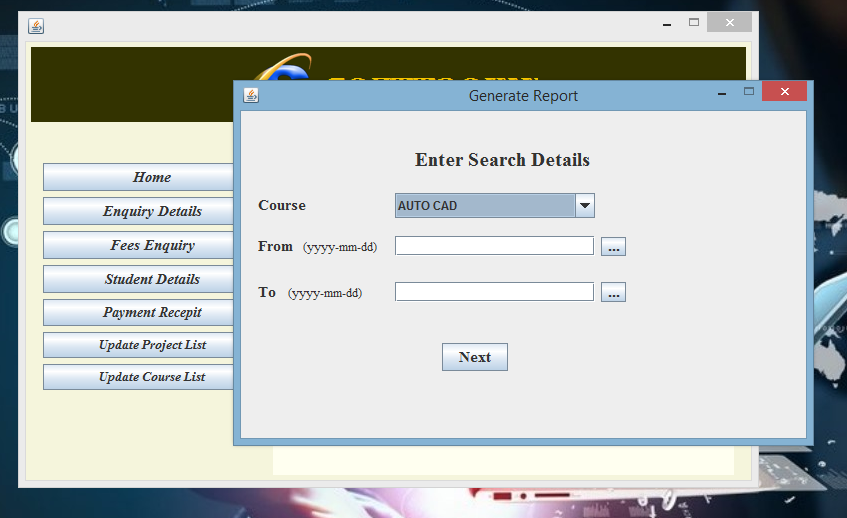 Generate Report
Enter Search Details
Course
AUTO CAD
From (yyyy-mm-dd)
...
To (yyyy-mm-dd)
...
Next
Home
Enquiry Details
Fees Enquiry
Student Details
Payment Recepit
Update Project List
Update Course List